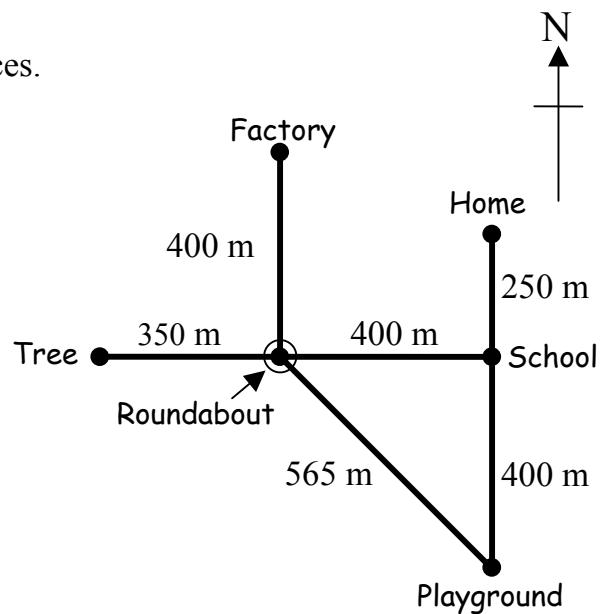 N
ces.
Factory
Home
400 m
250 m
350 m
400 m
Tree
School
Roundabout
565 m
400 m
Playground